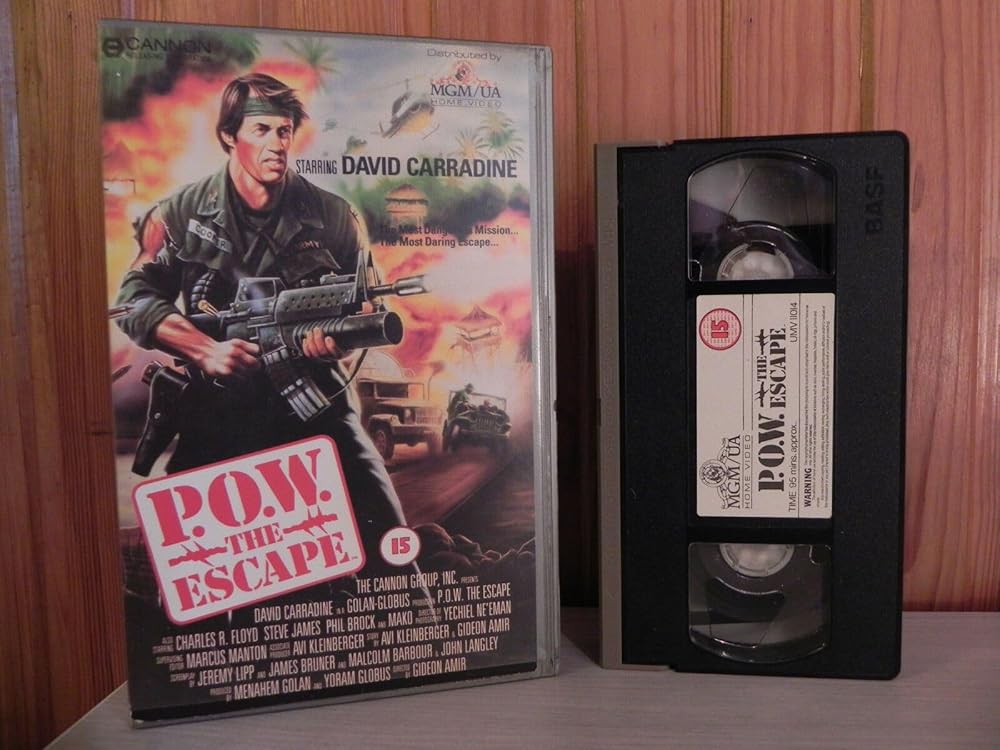 CANNON
Distributed by
MGM/UA
HOME VIDEO
STARRING DAVID CARRADINE
The Most Dangerous Mission...
The Most Daring Escape...
COOPER
ARMY
P.O.W.
THE
ESCAPE™
15
THE CANNON GROUP, INC. PRESENTS
DAVID CARRADINE IN A GOLAN-GLOBUS PRODUCTION P.O.W. THE ESCAPE
ALSO STARRING CHARLES R. FLOYD STEVE JAMES PHIL BROCK AND MAKO DIRECTOR OF PHOTOGRAPHY YECHIEL NE'EMAN
SUPERVISING EDITOR MARCUS MANTON ASSOCIATE PRODUCER AVI KLEINBERGER STORY BY AVI KLEINBERGER & GIDEON AMIR
SCREENPLAY BY JEREMY LIPP AND JAMES BRUNER AND MALCOLM BARBOUR & JOHN LANGLEY
PRODUCED BY MENAHEM GOLAN AND YORAM GLOBUS DIRECTED BY GIDEON AMIR
BASF
15
MGM/UA
HOME VIDEO
P.O.W.
THE
ESCAPE
UMV 11014
TIME 95 mins. approx.
WARNING